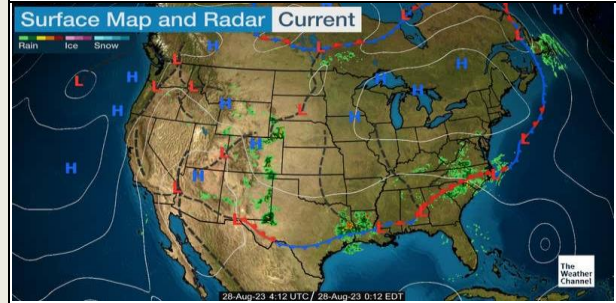 Surface Map and Radar Current
Rain Ice Snow
H
H
H
L
L
H
H
L
H
H
H
L
L
L
H
L
H
H
L
L
H
H
L
L
H
L
L
L
L
L
The
Weather
Channel
28-Aug-23 4:12 UTC / 28-Aug-23 0:12 EDT